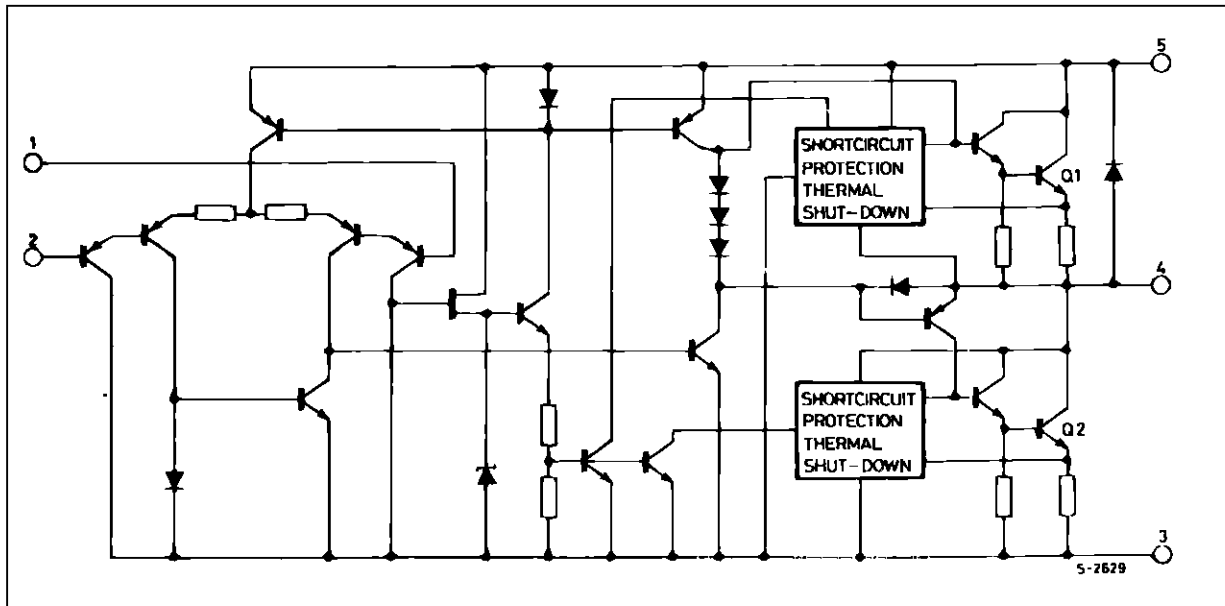 5
1
SHORTCIRCUIT
PROTECTION
THERMAL
SHUT-DOWN
Q1
2
4
SHORTCIRCUIT
PROTECTION
THERMAL
SHUT-DOWN
Q2
3
S-2629